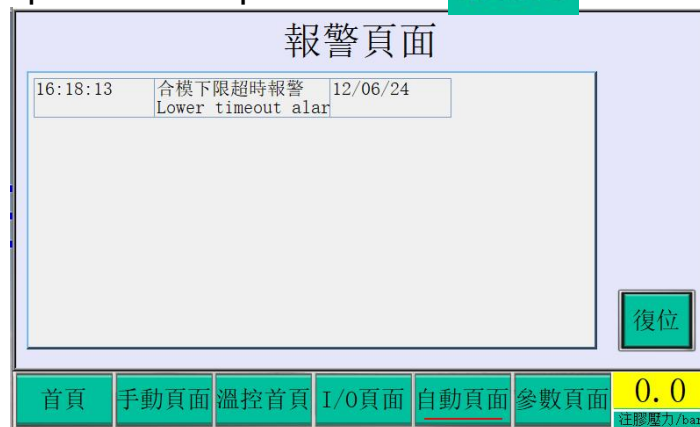 報警頁面
16:18:13 合模下限超時報警 12/06/24
Lower timeout alar
復位
首頁 手動頁面 溫控首頁 I/O頁面 自動頁面 參數頁面 0.0
注膠壓力/bar